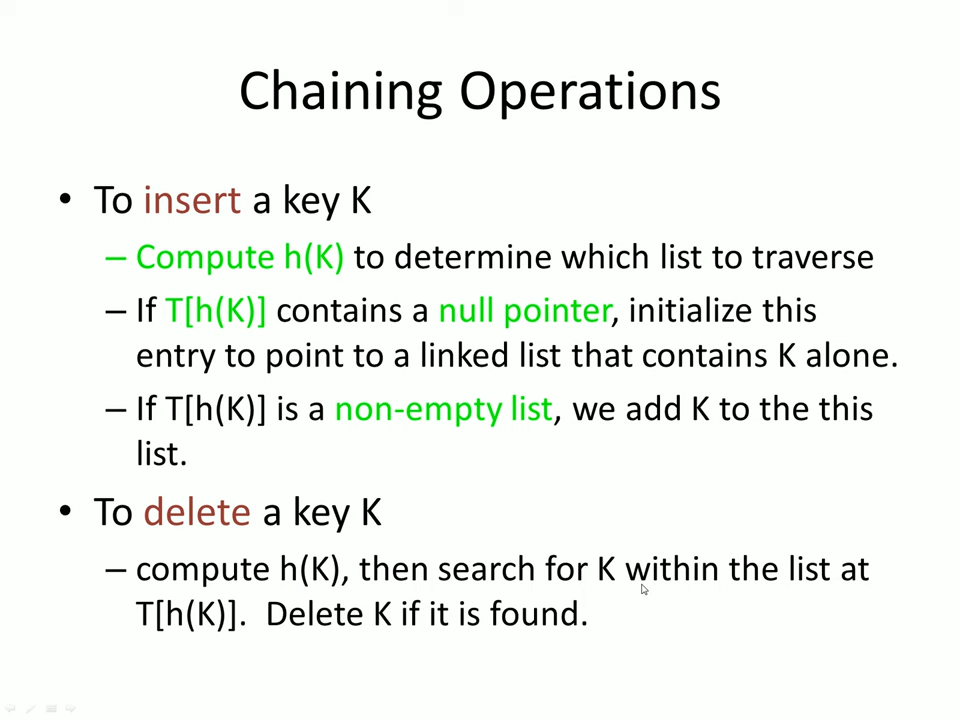 Chaining Operations
• To insert a key K
– Compute h(K) to determine which list to traverse
– If T[h(K)] contains a null pointer, initialize this
entry to point to a linked list that contains K alone.
– If T[h(K)] is a non-empty list, we add K to the this
list.
• To delete a key K
– compute h(K), then search for K within the list at
T[h(K)].  Delete K if it is found.